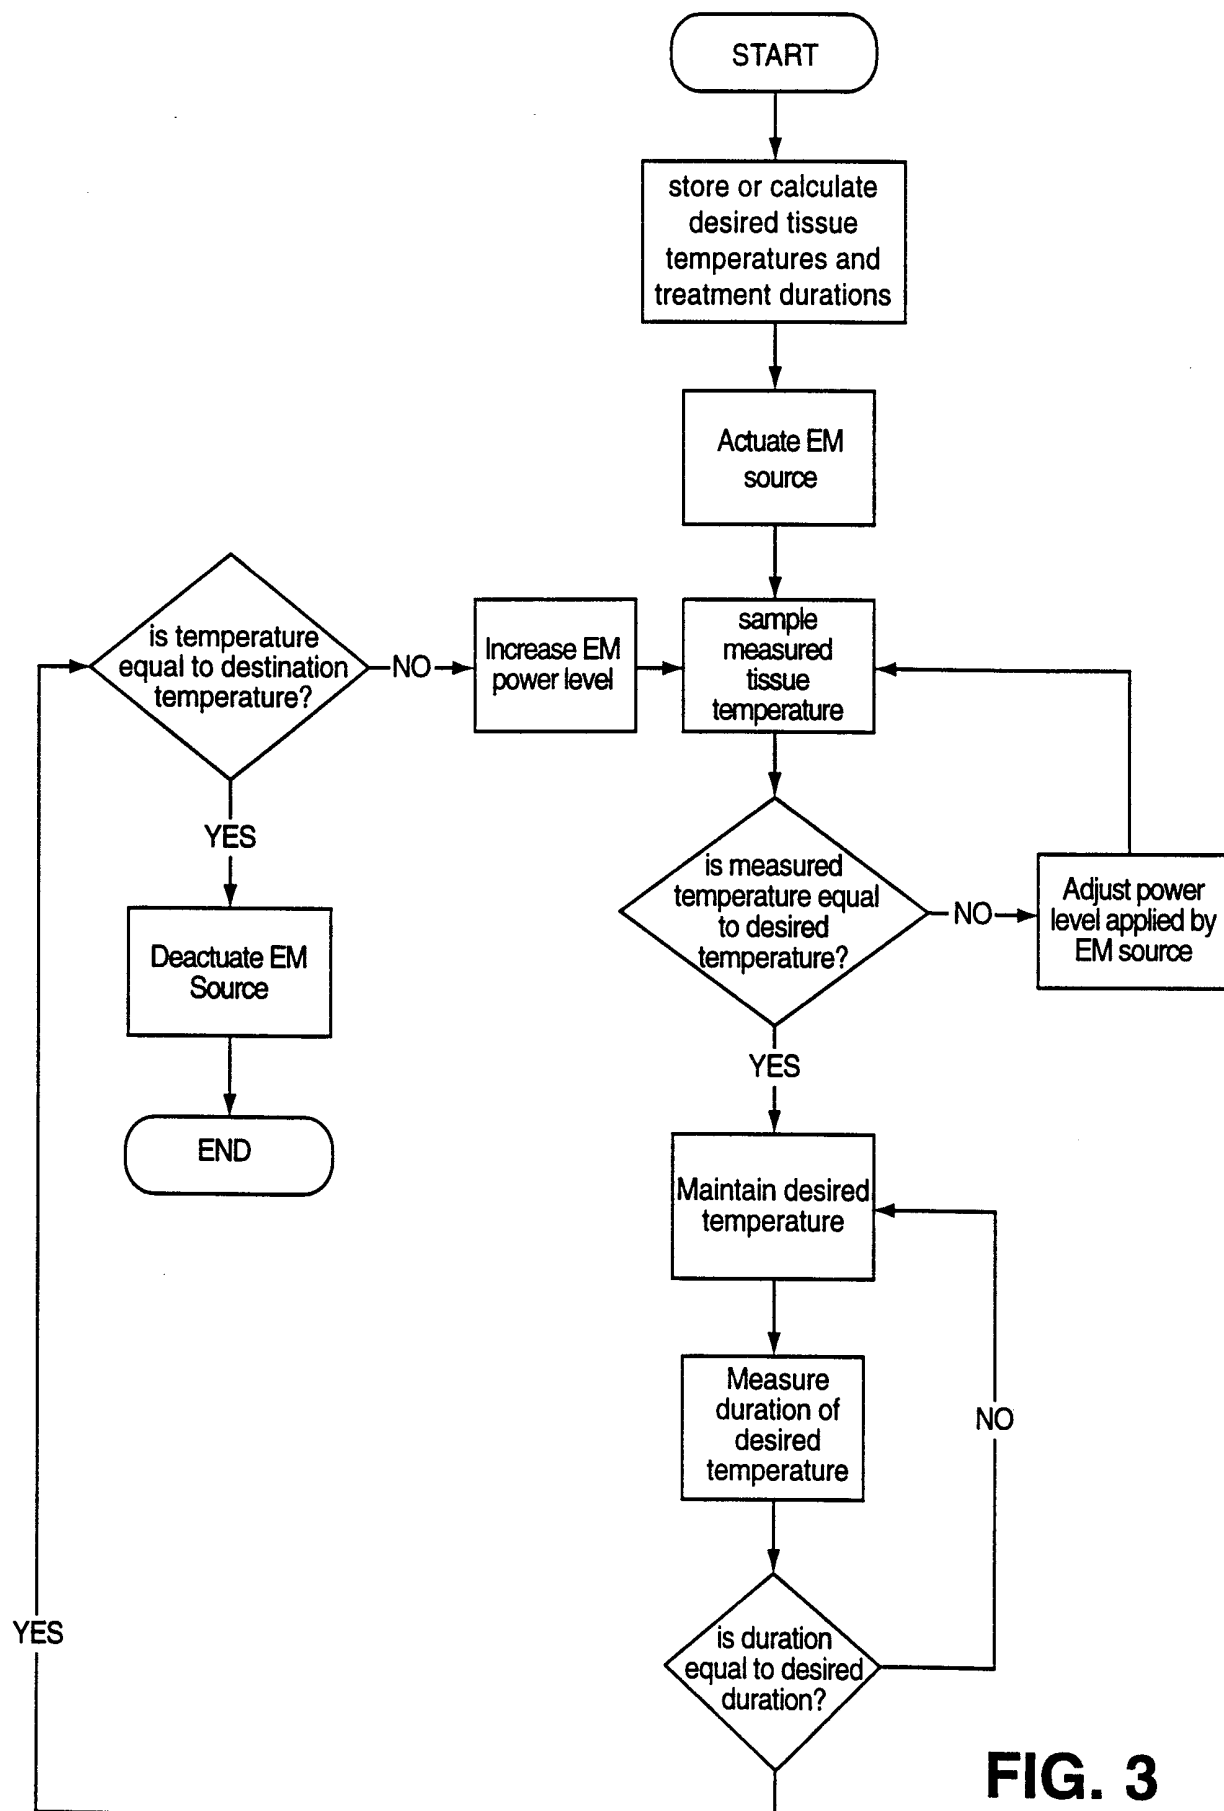 START
store or calculate
desired tissue
temperatures and
treatment durations
Actuate EM
source
is temperature
equal to destination
temperature?
NO
Increase EM
power level
sample
measured
tissue
temperature
YES
is measured
temperature equal
to desired
temperature?
NO
Adjust power
level applied by
EM source
Deactuate EM
Source
YES
END
Maintain desired
temperature
Measure
duration of
desired
temperature
NO
YES
is duration
equal to desired
duration?
FIG. 3